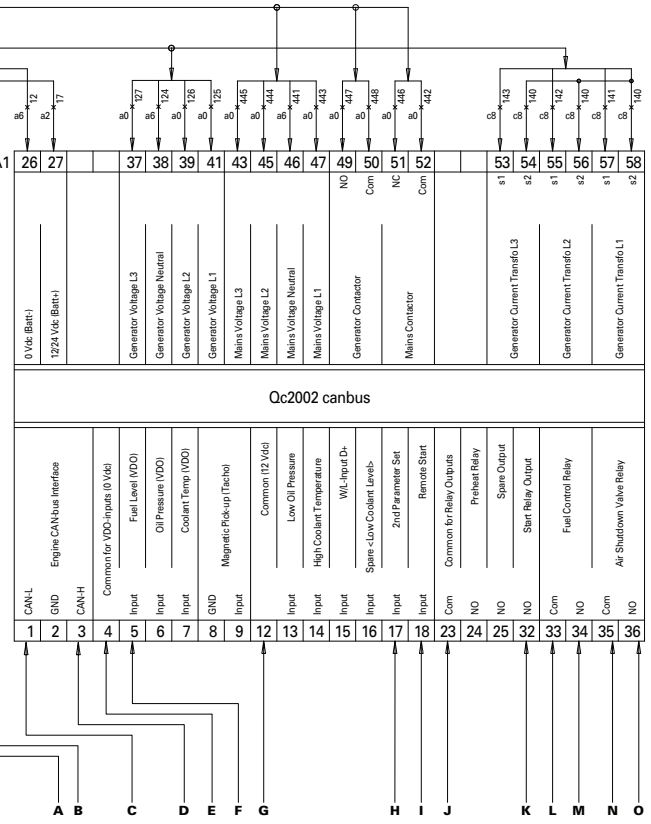 12 17 127 124 126 125 445 444 441 443 447 448 446 442 143 140 142 140 141 140
a6 a2 a0 a6 a0 a0 a0 a0 a6 a0 a0 a0 a0 a0 c8 c8 c8 c8 c8 c8
A1 26 27 37 38 39 41 43 45 46 47 49 50 51 52 53 54 55 56 57 58
NO Com NC Com s1 s2 s1 s2 s1 s2
0 Vdc (Batt-)
12/24 Vdc (Batt+)
Generator Voltage L3
Generator Voltage Neutral
Generator Voltage L2
Generator Voltage L1
Mains Voltage L3
Mains Voltage L2
Mains Voltage Neutral
Mains Voltage L1
Generator Contactor
Mains Contactor
Generator Current Transfo L3
Generator Current Transfo L2
Generator Current Transfo L1
Qc2002 canbus
Engine CAN-bus Interface
Common for VDO-inputs (0 Vdc)
Fuel Level (VDO)
Oil Pressure (VDO)
Coolant Temp (VDO)
Magnetic Pick-up (Tacho)
Common (12 Vdc)
Low Oil Pressure
High Coolant Temperature
W/L-Input D+
Spare <Low Coolant Level>
2nd Parameter Set
Remote Start
Common for Relay Outputs
Preheat Relay
Spare Output
Start Relay Output
Fuel Control Relay
Air Shutdown Valve Relay
CAN-L GND CAN-H Input Input Input GND Input Input Input Input Input Input Input Com NO NO NO Com NO Com NO
1 2 3 4 5 6 7 8 9 12 13 14 15 16 17 18 23 24 25 32 33 34 35 36
A B C D E F G H I J K L M N O